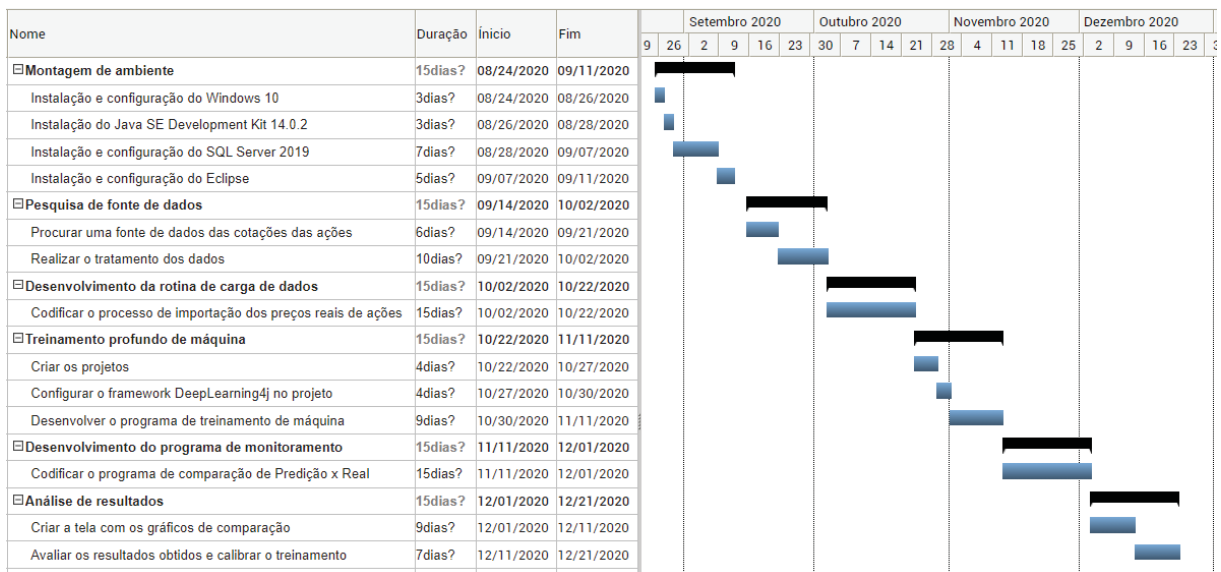 Nome Duração Ínicio Fim
Setembro 2020 Outubro 2020 Novembro 2020 Dezembro 2020
9 26 2 9 16 23 30 7 14 21 28 4 11 18 25 2 9 16 23 3
Montagem de ambiente 15dias? 08/24/2020 09/11/2020
Instalação e configuração do Windows 10 3dias? 08/24/2020 08/26/2020
Instalação do Java SE Development Kit 14.0.2 3dias? 08/26/2020 08/28/2020
Instalação e configuração do SQL Server 2019 7dias? 08/28/2020 09/07/2020
Instalação e configuração do Eclipse 5dias? 09/07/2020 09/11/2020
Pesquisa de fonte de dados 15dias? 09/14/2020 10/02/2020
Procurar uma fonte de dados das cotações das ações 6dias? 09/14/2020 09/21/2020
Realizar o tratamento dos dados 10dias? 09/21/2020 10/02/2020
Desenvolvimento da rotina de carga de dados 15dias? 10/02/2020 10/22/2020
Codificar o processo de importação dos preços reais de ações 15dias? 10/02/2020 10/22/2020
Treinamento profundo de máquina 15dias? 10/22/2020 11/11/2020
Criar os projetos 4dias? 10/22/2020 10/27/2020
Configurar o framework DeepLearning4j no projeto 4dias? 10/27/2020 10/30/2020
Desenvolver o programa de treinamento de máquina 9dias? 10/30/2020 11/11/2020
Desenvolvimento do programa de monitoramento 15dias? 11/11/2020 12/01/2020
Codificar o programa de comparação de Predição x Real 15dias? 11/11/2020 12/01/2020
Análise de resultados 15dias? 12/01/2020 12/21/2020
Criar a tela com os gráficos de comparação 9dias? 12/01/2020 12/11/2020
Avaliar os resultados obtidos e calibrar o treinamento 7dias? 12/11/2020 12/21/2020